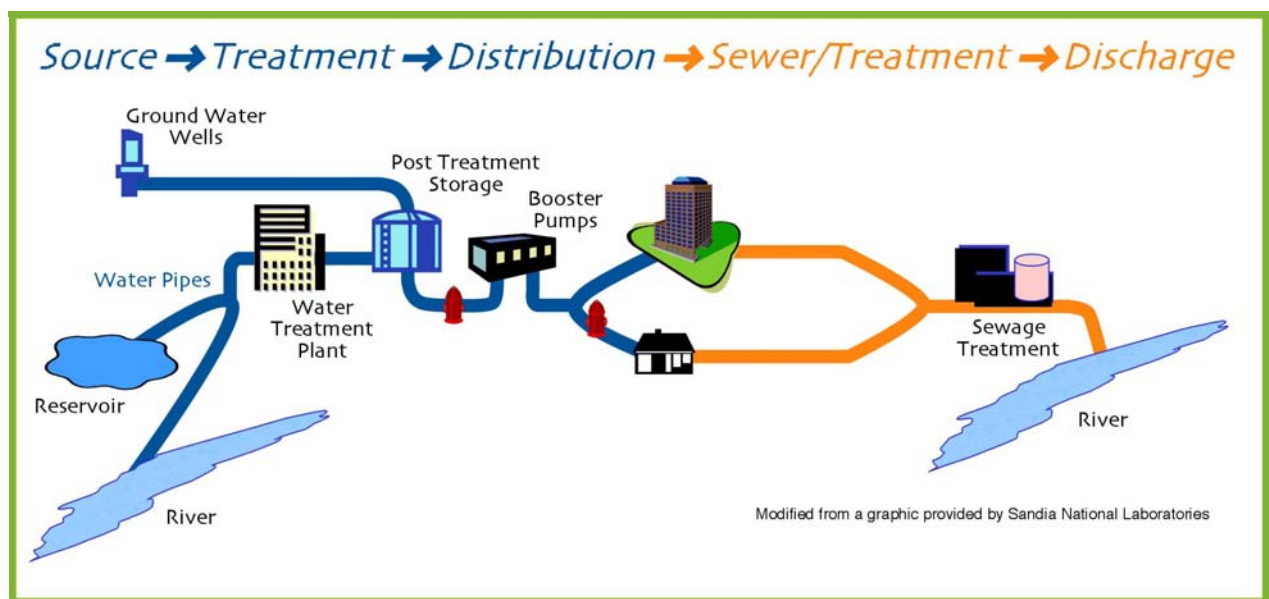 Source → Treatment → Distribution → Sewer/Treatment → Discharge
Ground Water
Wells
Post Treatment
Storage
Booster
Pumps
Water Pipes
Water
Treatment
Plant
Sewage
Treatment
Reservoir
River
River
Modified from a graphic provided by Sandia National Laboratories